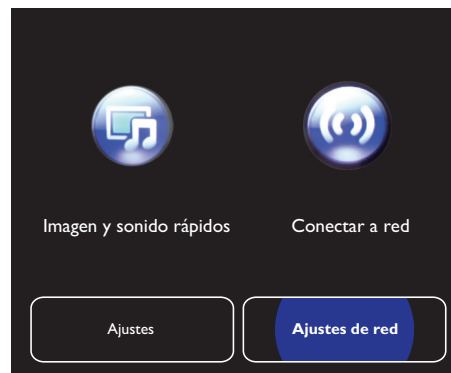 Imagen y sonido rápidos
Conectar a red
Ajustes
Ajustes de red